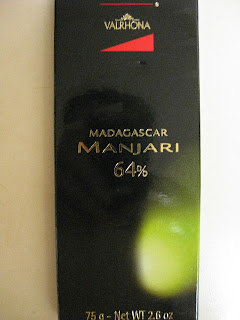 VALRHONA
MADAGASCAR
MANJARI
64%
75 g - Net WT 2.6 oz